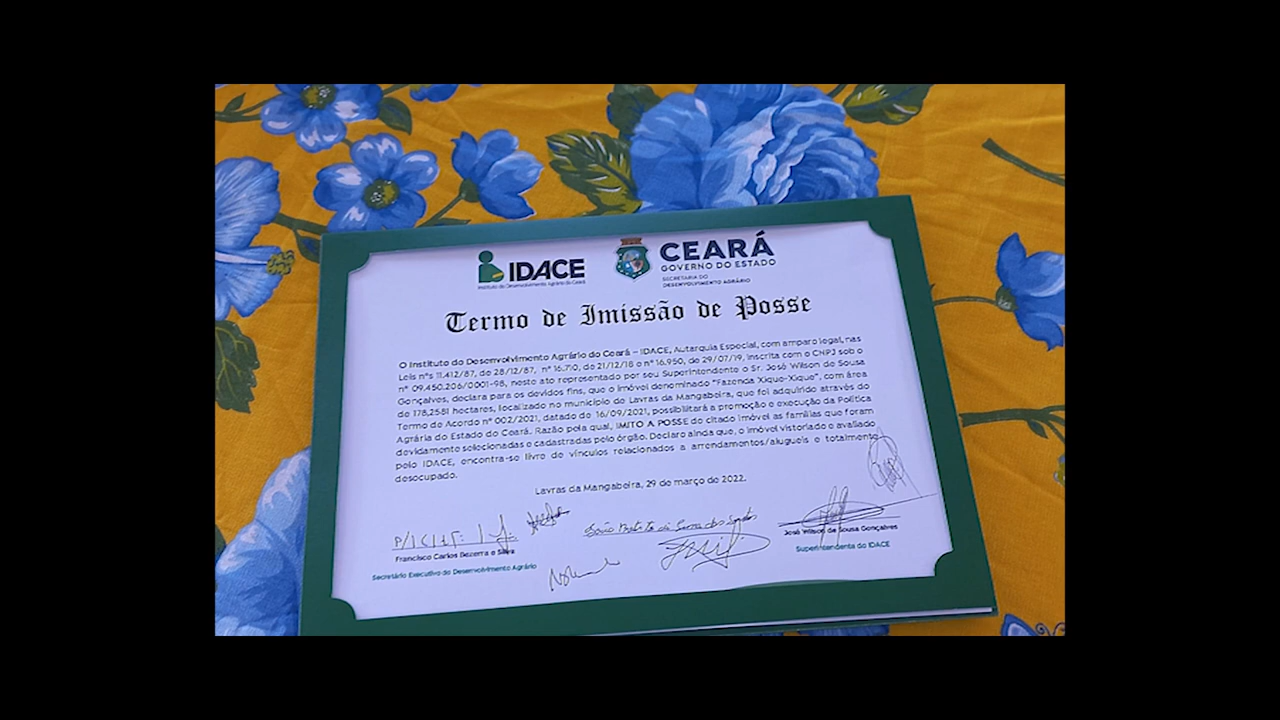 IDACE
Instituto do Desenvolvimento Agrário do Ceará
CEARÁ
GOVERNO DO ESTADO
SECRETARIA DO
DESENVOLVIMENTO AGRÁRIO
Termo de Imissão de Posse
O Instituto do Desenvolvimento Agrário do Ceará – IDACE, Autarquia Especial, com amparo legal, nas
Leis nºs 11.412/87, de 28/12/87, nº 16.710, de 21/12/18 e nº 16.950, de 29/07/19, inscrita com o CNPJ sob o
nº 09.450.206/0001-98, neste ato representado por seu Superintendente o Sr. José Wilson de Sousa
Gonçalves, declara para os devidos fins, que o imóvel denominado "Fazenda Xique-Xique", com área
de 178,2581 hectares, localizado no município de Lavras da Mangabeira, que foi adquirido através do
Termo de Acordo nº 002/2021, datado de 16/09/2021, possibilitará a promoção e execução da Política
Agrária do Estado do Ceará. Razão pela qual, IMITO A POSSE do citado imóvel as famílias que foram
devidamente selecionadas e cadastradas pelo órgão. Declaro ainda que, o imóvel vistoriado e avaliado
pelo IDACE, encontra-se livre de vínculos relacionados a arrendamentos/alugueis e totalmente
desocupado.
Lavras da Mangabeira, 29 de março de 2022.
Francisco Carlos Bezerra e Silva
Secretário Executivo do Desenvolvimento Agrário
José Wilson de Sousa Gonçalves
Superintendente do IDACE